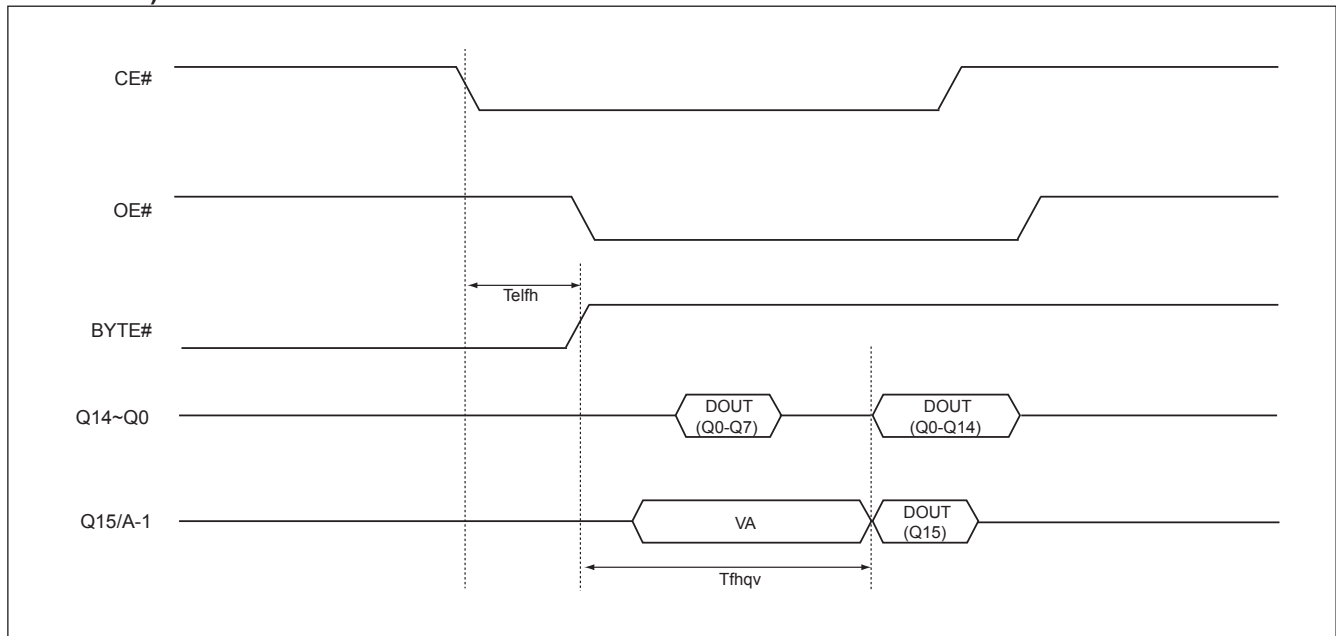 CE#
OE#
Telfh
BYTE#
Q14~Q0
DOUT
(Q0-Q7)
DOUT
(Q0-Q14)
Q15/A-1
VA
DOUT
(Q15)
Tfhqv